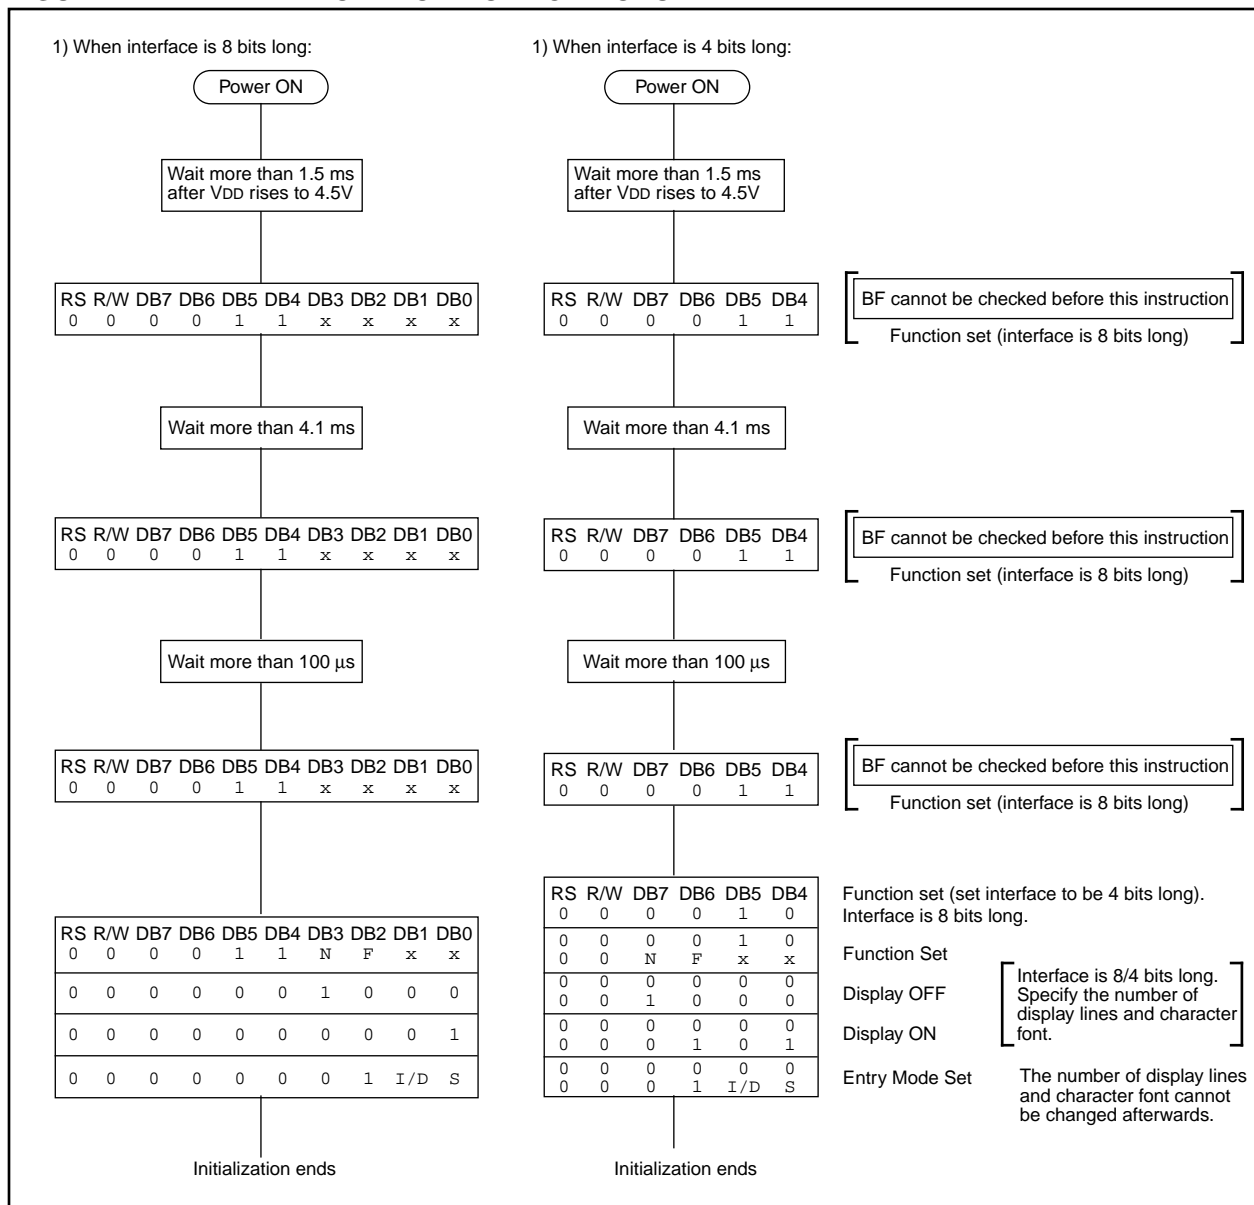 1) When interface is 8 bits long:
Power ON
Wait more than 1.5 ms
after VDD rises to 4.5V
RS R/W DB7 DB6 DB5 DB4 DB3 DB2 DB1 DB0
0 0 0 0 1 1 x x x x
Wait more than 4.1 ms
RS R/W DB7 DB6 DB5 DB4 DB3 DB2 DB1 DB0
0 0 0 0 1 1 x x x x
Wait more than 100 µs
RS R/W DB7 DB6 DB5 DB4 DB3 DB2 DB1 DB0
0 0 0 0 1 1 x x x x
RS R/W DB7 DB6 DB5 DB4 DB3 DB2 DB1 DB0
0 0 0 0 1 1 N F x x
0 0 0 0 0 0 1 0 0 0
0 0 0 0 0 0 0 0 0 1
0 0 0 0 0 0 0 1 I/D S
Initialization ends
1) When interface is 4 bits long:
Power ON
Wait more than 1.5 ms
after VDD rises to 4.5V
RS R/W DB7 DB6 DB5 DB4
0 0 0 0 1 1
BF cannot be checked before this instruction
Function set (interface is 8 bits long)
Wait more than 4.1 ms
RS R/W DB7 DB6 DB5 DB4
0 0 0 0 1 1
BF cannot be checked before this instruction
Function set (interface is 8 bits long)
Wait more than 100 µs
RS R/W DB7 DB6 DB5 DB4
0 0 0 0 1 1
BF cannot be checked before this instruction
Function set (interface is 8 bits long)
RS R/W DB7 DB6 DB5 DB4
0 0 0 0 1 0
Function set (set interface to be 4 bits long).
Interface is 8 bits long.
0 0 0 0 1 0
0 0 N F x x
Function Set
0 0 0 0 0 0
0 0 1 0 0 0
Display OFF
0 0 0 0 0 0
0 0 0 1 0 1
Display ON
0 0 0 0 0 0
0 0 0 1 I/D S
Entry Mode Set
Interface is 8/4 bits long.
Specify the number of
display lines and character
font.
The number of display lines
and character font cannot
be changed afterwards.
Initialization ends